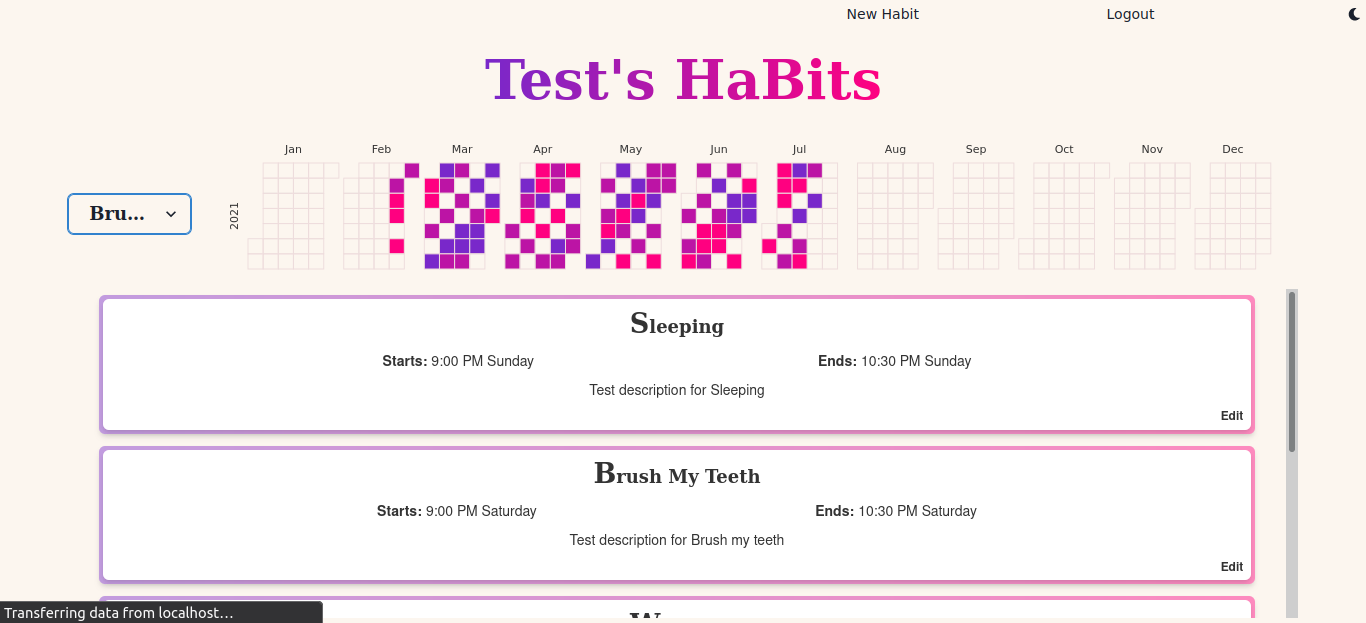 New Habit Logout
Test's HaBits
Jan Feb Mar Apr May Jun Jul Aug Sep Oct Nov Dec
Bru...
2021
Sleeping
Starts: 9:00 PM Sunday Ends: 10:30 PM Sunday
Test description for Sleeping
Edit
Brush My Teeth
Starts: 9:00 PM Saturday Ends: 10:30 PM Saturday
Test description for Brush my teeth
Edit
Transferring data from localhost…